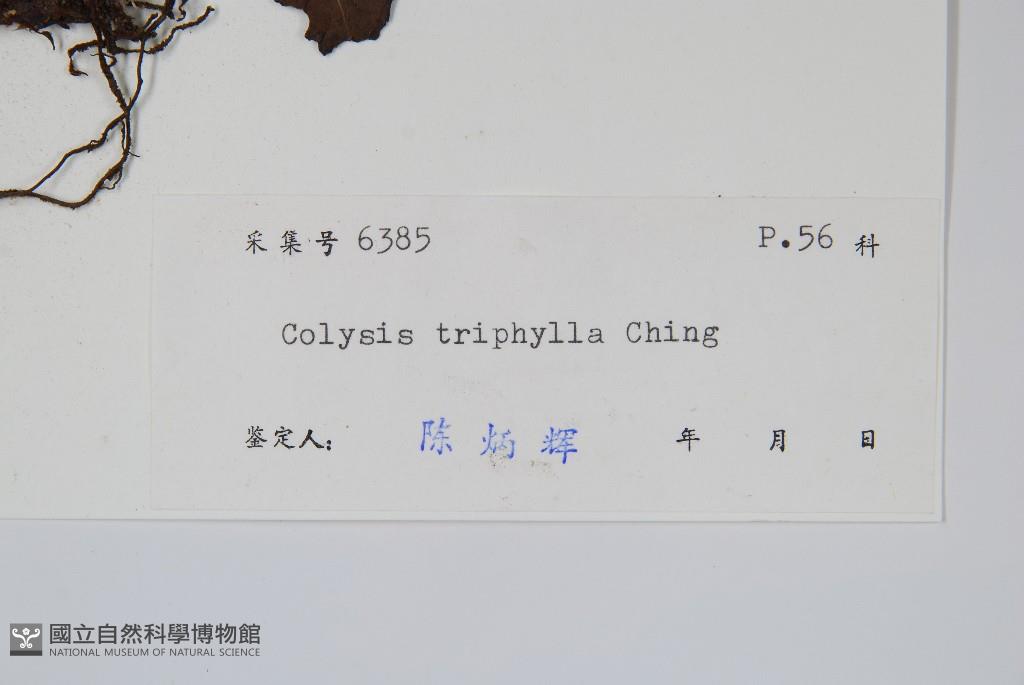 采集号 6385 P.56 科
Colysis triphylla Ching
鉴定人: 陈炳辉 年 月 日
國立自然科學博物館
NATIONAL MUSEUM OF NATURAL SCIENCE